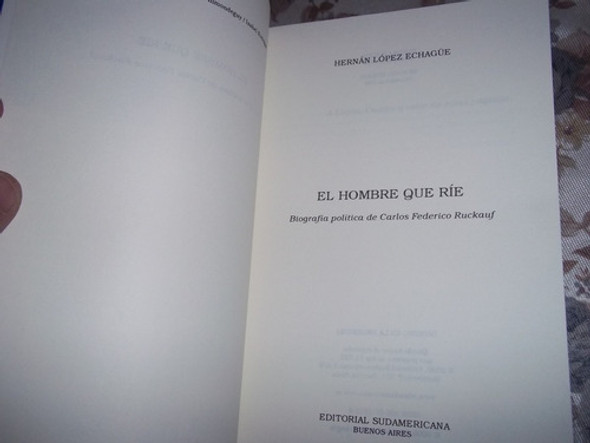 HERNÁN LÓPEZ ECHAGÜE
EL HOMBRE QUE RÍE
Biografía política de Carlos Federico Ruckauf
EDITORIAL SUDAMERICANA
BUENOS AIRES